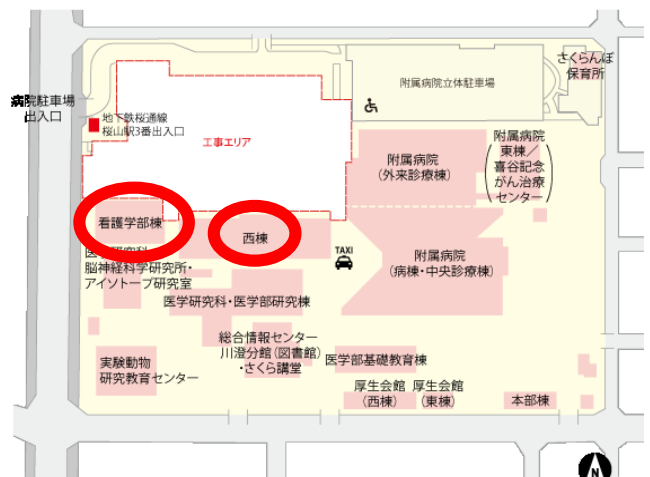 さくらんぼ
保育所
附属病院立体駐車場
病院駐車場
出入口
地下鉄桜通線
桜山駅3番出入口
工事エリア
附属病院
(外来診療棟)
附属病院
東棟/
喜谷記念
がん治療
センター
看護学部棟
西棟
TAXI
附属病院
(病棟・中央診療棟)
医学研究科・
脳神経科学研究所・
アイソトープ研究室
医学研究科・医学部研究棟
総合情報センター
川澄分館(図書館)
・さくら講堂
医学部基礎教育棟
実験動物
研究教育センター
厚生会館
(西棟)
厚生会館
(東棟)
本部棟
N